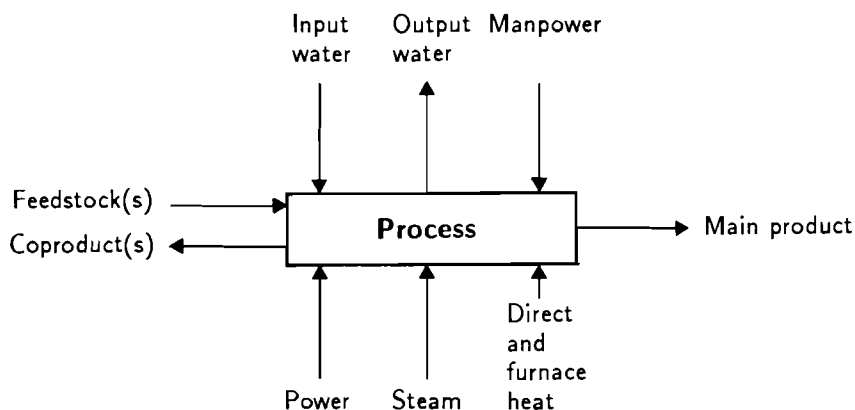 Input
water
Output
water
Manpower
Feedstock(s)
Coproduct(s)
Process
Main product
Power
Steam
Direct
and
furnace
heat